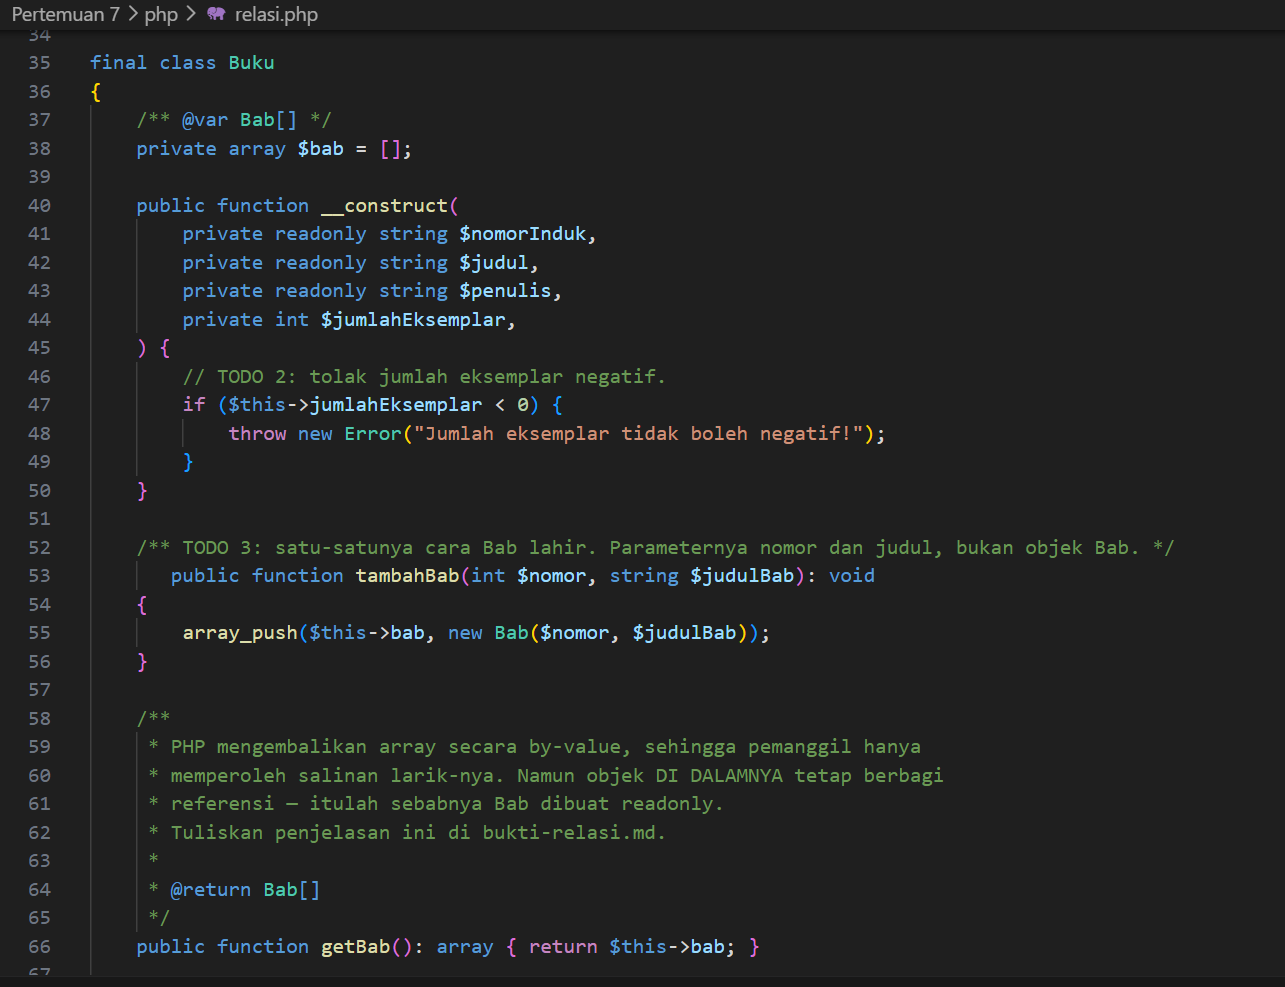 Pertemuan 7 > php > relasi.php
34
35 final class Buku
36 {
37     /** @var Bab[] */
38     private array $bab = [];
39
40     public function __construct(
41         private readonly string $nomorInduk,
42         private readonly string $judul,
43         private readonly string $penulis,
44         private int $jumlahEksemplar,
45     ) {
46         // TODO 2: tolak jumlah eksemplar negatif.
47         if ($this->jumlahEksemplar < 0) {
48             throw new Error("Jumlah eksemplar tidak boleh negatif!");
49         }
50     }
51
52     /** TODO 3: satu-satunya cara Bab lahir. Parameternya nomor dan judul, bukan objek Bab. */
53        public function tambahBab(int $nomor, string $judulBab): void
54     {
55         array_push($this->bab, new Bab($nomor, $judulBab));
56     }
57
58     /**
59      * PHP mengembalikan array secara by-value, sehingga pemanggil hanya
60      * memperoleh salinan larik-nya. Namun objek DI DALAMNYA tetap berbagi
61      * referensi — itulah sebabnya Bab dibuat readonly.
62      * Tuliskan penjelasan ini di bukti-relasi.md.
63      *
64      * @return Bab[]
65      */
66     public function getBab(): array { return $this->bab; }
67